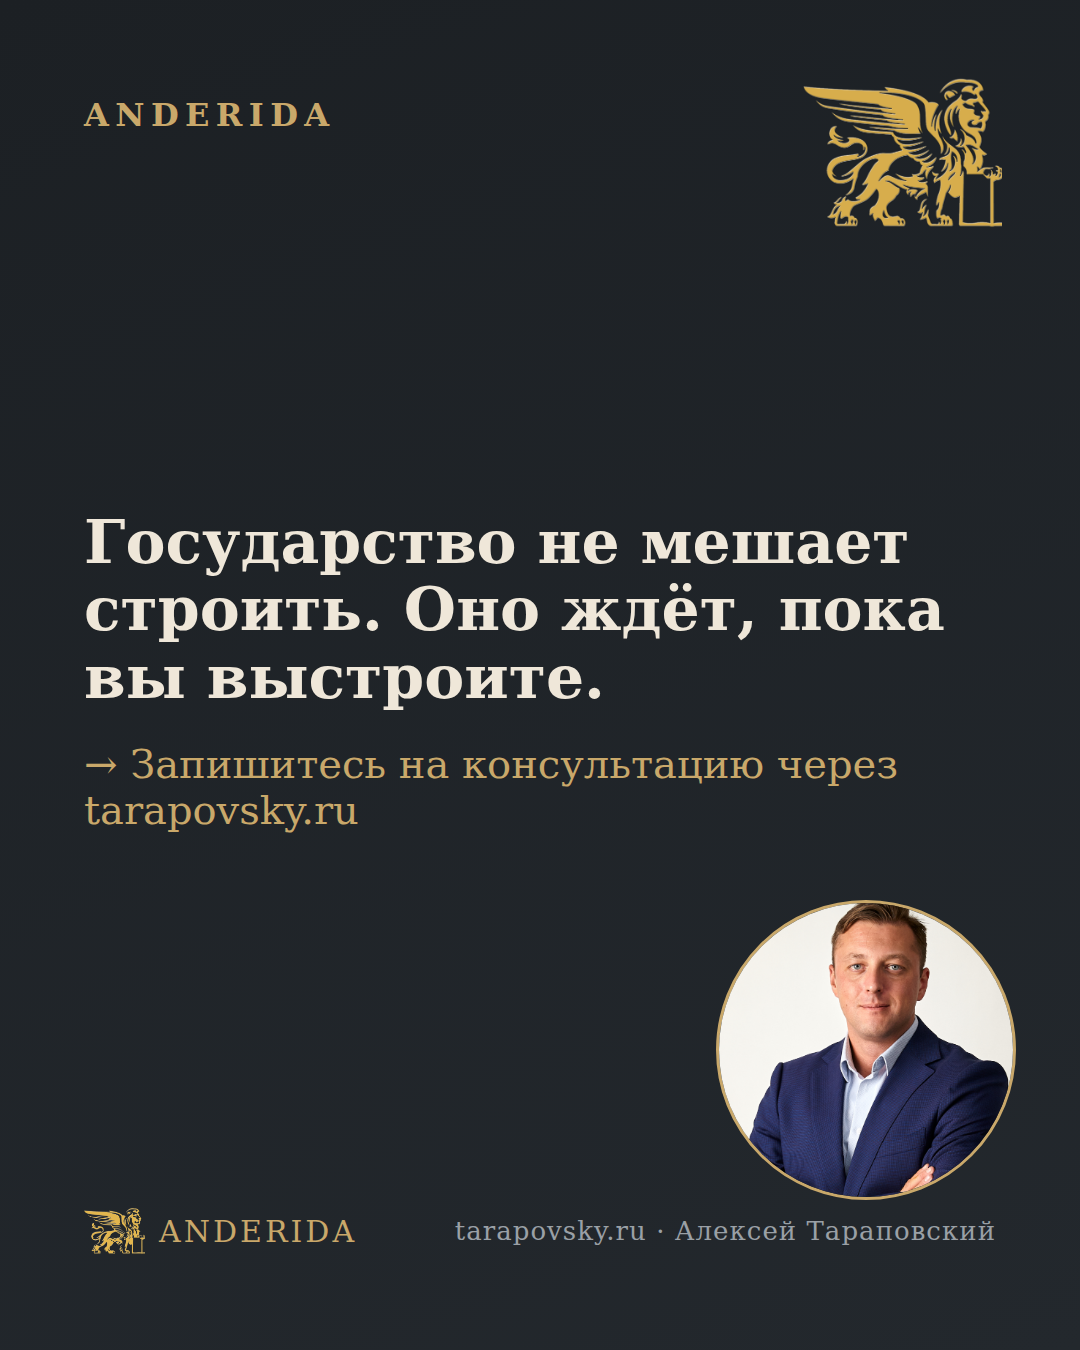 ANDERIDA
Государство не мешает
строить. Оно ждёт, пока
вы выстроите.
→ Запишитесь на консультацию через
tarapovsky.ru
ANDERIDA
tarapovsky.ru · Алексей Тараповский